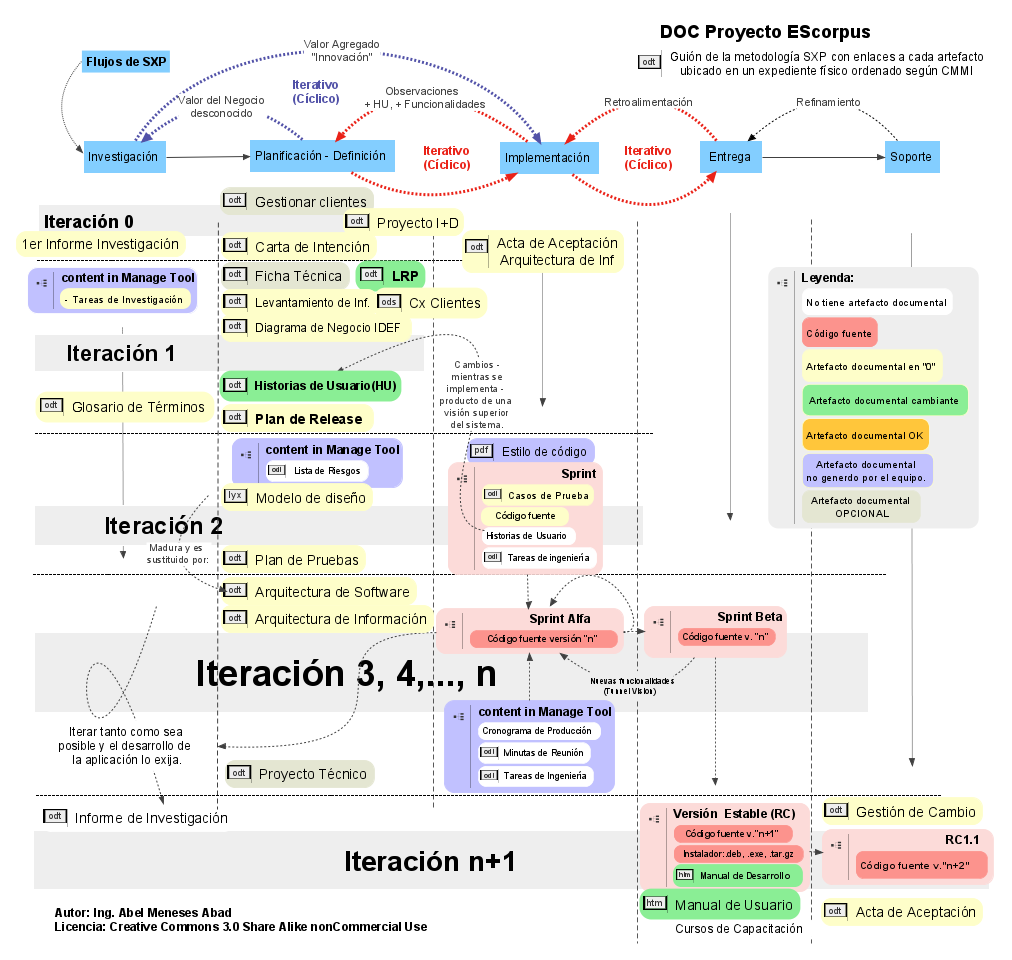 DOC Proyecto EScorpus
odt
Guión de la metodología SXP con enlaces a cada artefacto
ubicado en un expediente físico ordenado según CMMI
Flujos de SXP
Valor Agregado
"Innovación"
Iterativo
(Cíclico)
Valor del Negocio
desconocido
Observaciones
+ HU, + Funcionalidades
Retroalimentación
Refinamiento
Investigación
Planificación - Definición
Iterativo
(Cíclico)
Implementación
Iterativo
(Cíclico)
Entrega
Soporte
Iteración 0
odt Gestionar clientes
odt Proyecto I+D
1er Informe Investigación
odt Carta de Intención
odt Acta de Aceptación
Arquitectura de Inf
content in Manage Tool
- Tareas de Investigación
odt Ficha Técnica
odt LRP
odt Levantamiento de Inf.
ods Cx Clientes
odt Diagrama de Negocio IDEF
Leyenda:
No tiene artefacto documental
Código fuente
Artefacto documental en "0"
Artefacto documental cambiante
Artefacto documental OK
Artefacto documental
no generdo por el equipo.
Artefacto documental
OPCIONAL
Iteración 1
Cambios -
mientras se
implementa -
producto de una
visión superior
del sistema.
odt Historias de Usuario(HU)
odt Glosario de Términos
odt Plan de Release
content in Manage Tool
odt Lista de Riesgos
pdf Estilo de código
Sprint
odt Casos de Prueba
Código fuente
Historias de Usuario
odt Tareas de ingeniería
lyx Modelo de diseño
Iteración 2
Madura y es
sustituido por:
odt Plan de Pruebas
odt Arquitectura de Software
odt Arquitectura de Información
Sprint Alfa
Código fuente versión "n"
Sprint Beta
Código fuente v. "n"
Iteración 3, 4,..., n
Nuevas funcionalidades
(Tunnel Vision)
Iterar tanto como sea
posible y el desarrollo de
la aplicación lo exija.
content in Manage Tool
Cronograma de Producción
odt Minutas de Reunión
odt Tareas de Ingeniería
odt Proyecto Técnico
odt Informe de Investigación
Versión Estable (RC)
Código fuente v."n+1"
Instalador:.deb, .exe, .tar.gz
htm Manual de Desarrollo
odt Gestión de Cambio
RC1.1
Código fuente v."n+2"
Iteración n+1
htm Manual de Usuario
odt Acta de Aceptación
Cursos de Capacitación
Autor: Ing. Abel Meneses Abad
Licencia: Creative Commons 3.0 Share Alike nonCommercial Use